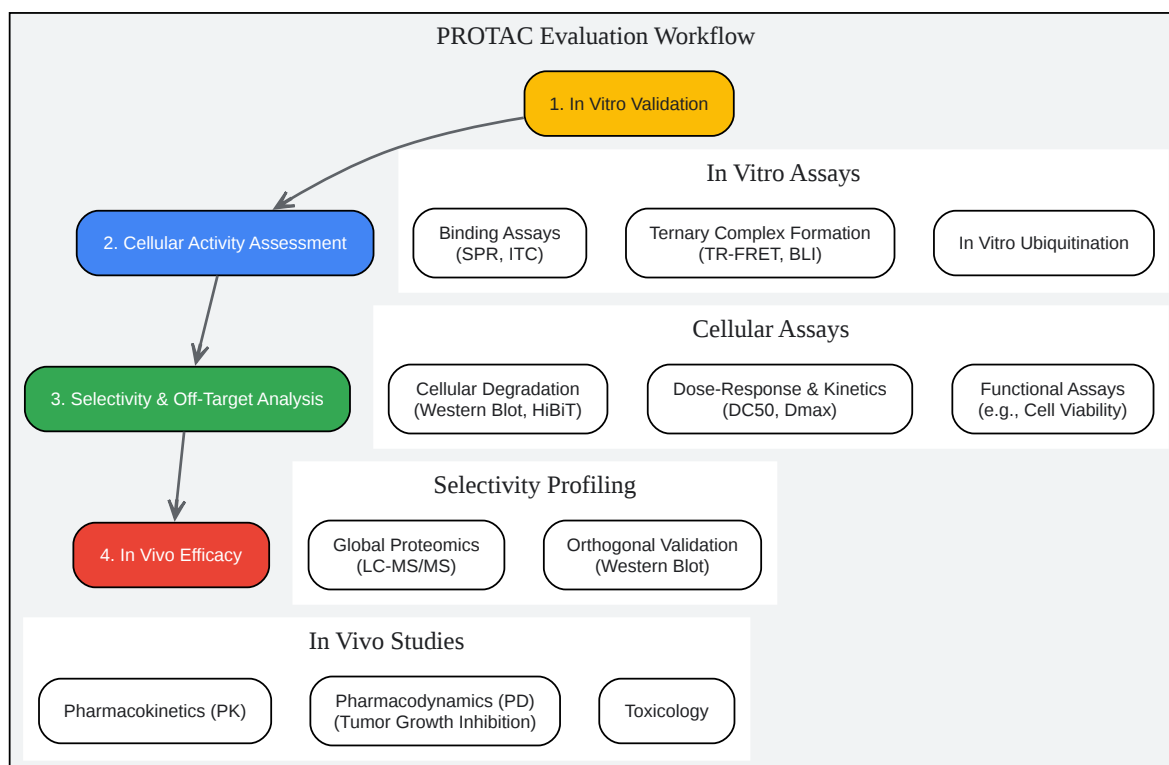 PROTAC Evaluation Workflow
1. In Vitro Validation
In Vitro Assays
2. Cellular Activity Assessment
Binding Assays
(SPR, ITC)
Ternary Complex Formation
(TR-FRET, BLI)
In Vitro Ubiquitination
Cellular Assays
3. Selectivity & Off-Target Analysis
Cellular Degradation
(Western Blot, HiBiT)
Dose-Response & Kinetics
(DC50, Dmax)
Functional Assays
(e.g., Cell Viability)
Selectivity Profiling
4. In Vivo Efficacy
Global Proteomics
(LC-MS/MS)
Orthogonal Validation
(Western Blot)
In Vivo Studies
Pharmacokinetics (PK)
Pharmacodynamics (PD)
(Tumor Growth Inhibition)
Toxicology